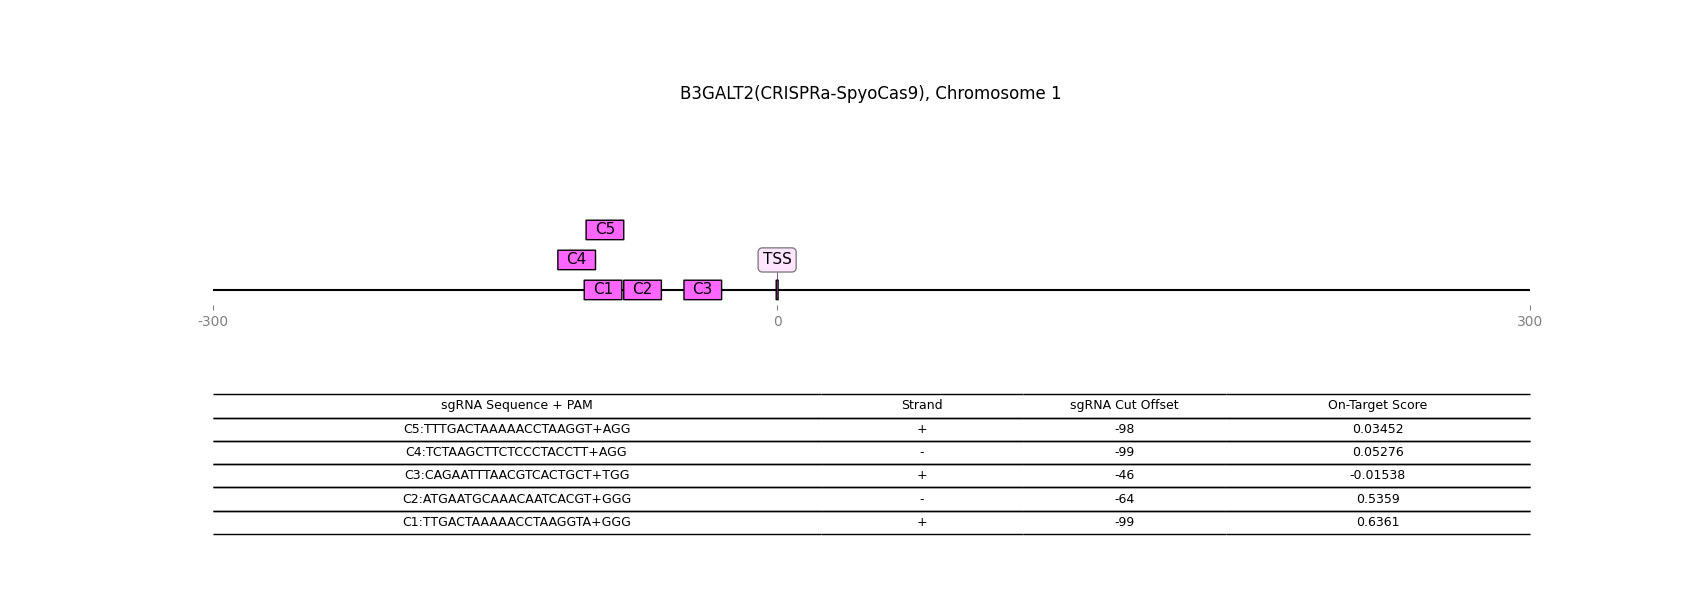 B3GALT2(CRISPRa-SpyoCas9), Chromosome 1
C5
C4 TSS
C1 C2 C3
-300 0 300
sgRNA Sequence + PAM Strand sgRNA Cut Offset On-Target Score
C5:TTTGACTAAAAACCTAAGGT+AGG + -98 0.03452
C4:TCTAAGCTTCTCCCTACCTT+AGG - -99 0.05276
C3:CAGAATTTAACGTCACTGCT+TGG + -46 -0.01538
C2:ATGAATGCAAACAATCACGT+GGG - -64 0.5359
C1:TTGACTAAAAACCTAAGGTA+GGG + -99 0.6361